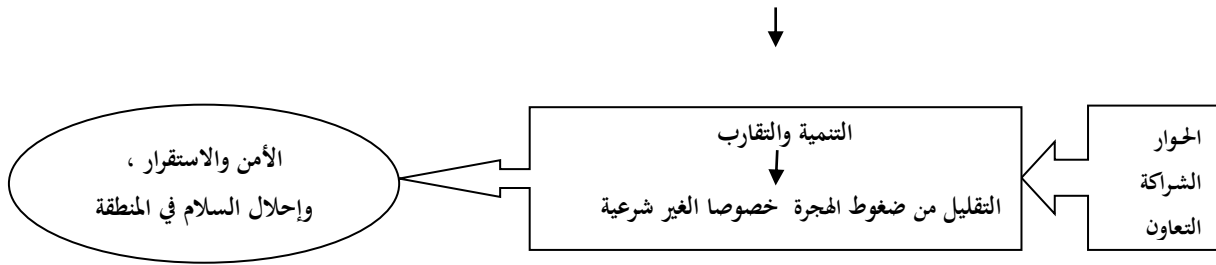 الحوار
الشراكة
التعاون
التنمية والتقارب
التقليل من ضغوط الهجرة خصوصا الغير شرعية
الأمن والاستقرار ،
وإحلال السلام في المنطقة